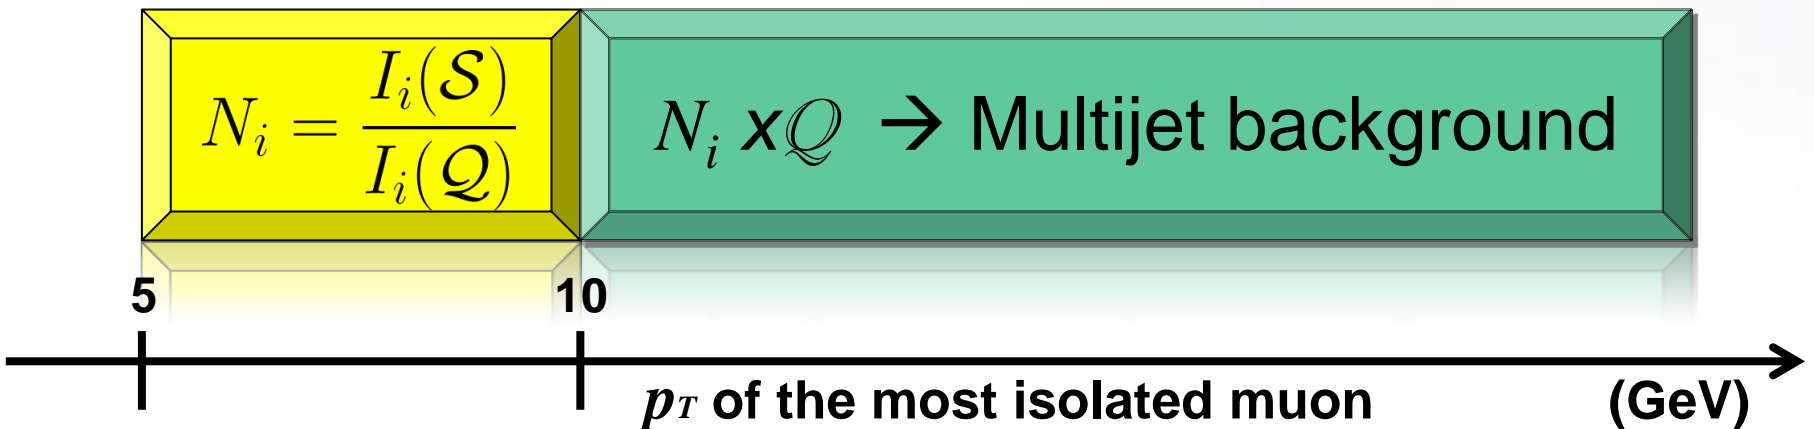 N_i = I_i(𝒮) / I_i(𝒬)
N_i x𝒬 → Multijet background
5 10
p_T of the most isolated muon (GeV)